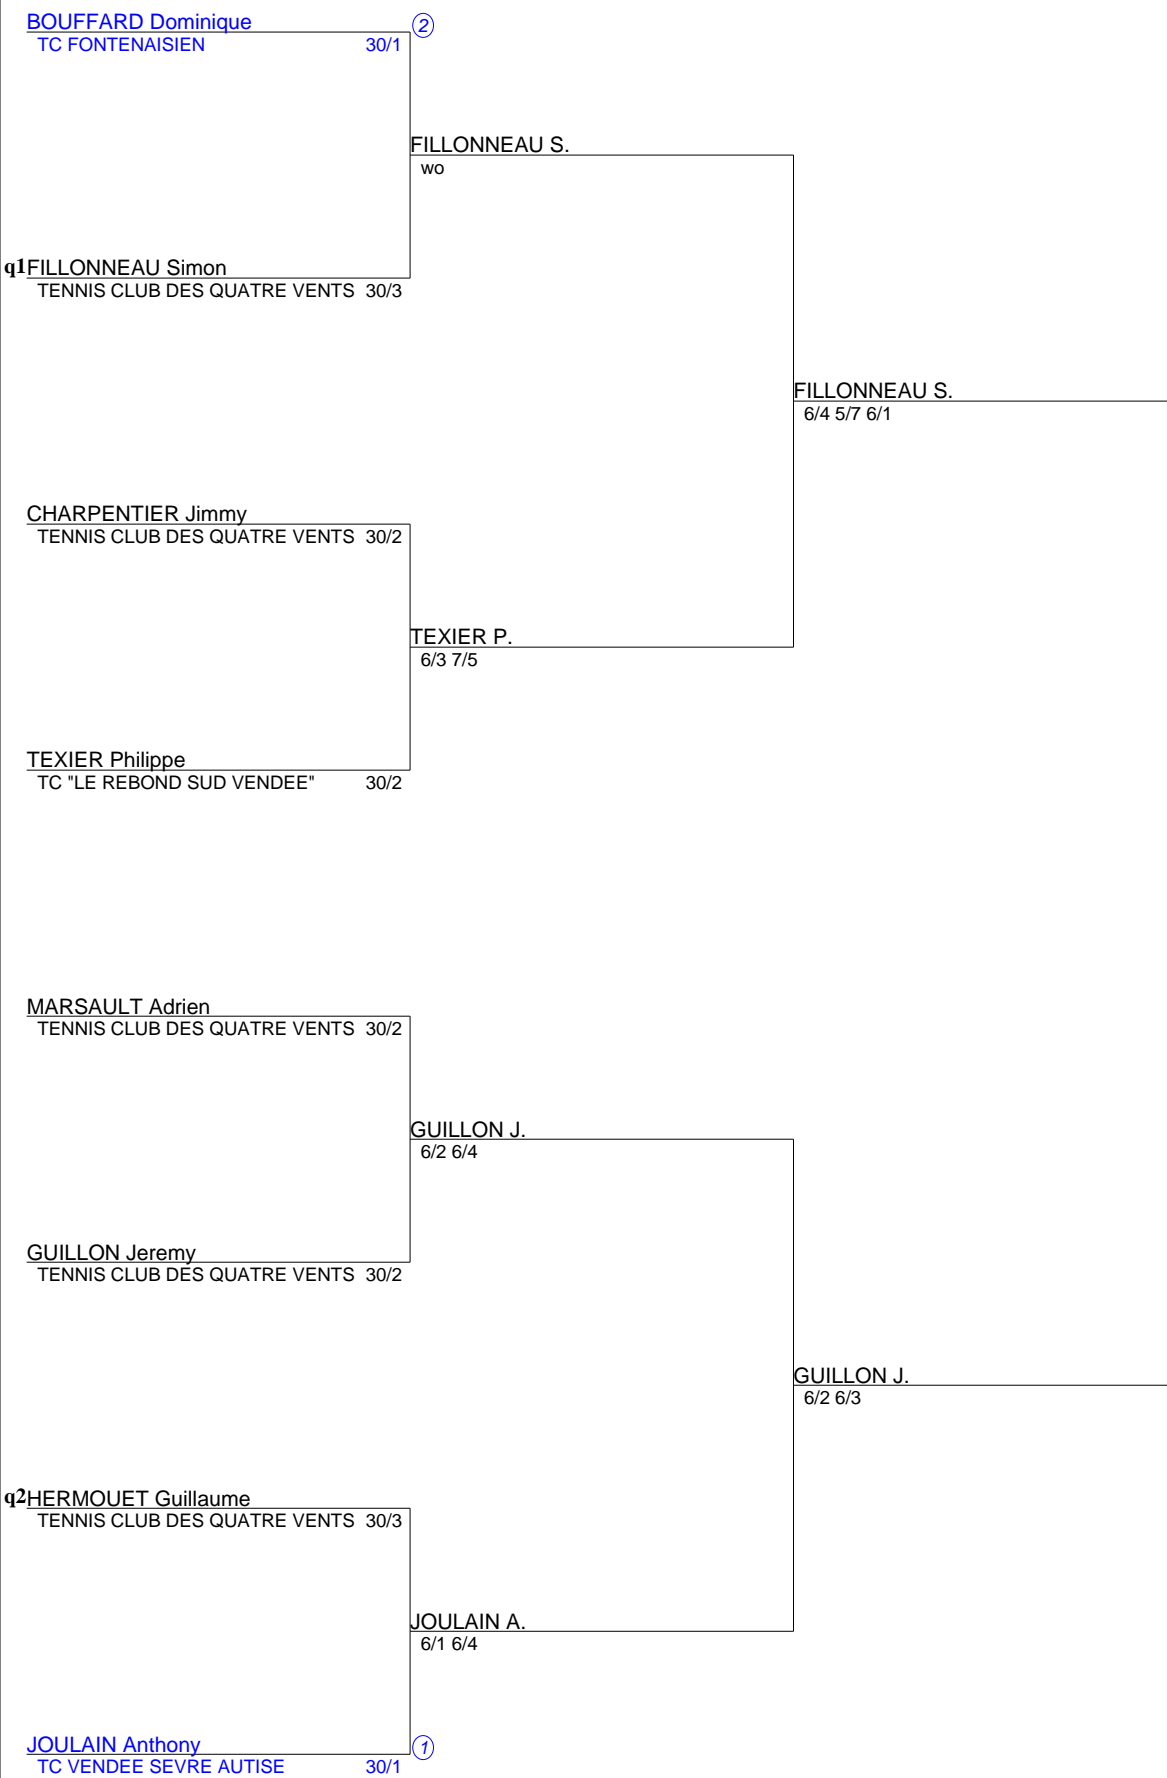 BOUFFARD Dominique 2
TC FONTENAISIEN 30/1
FILLONNEAU S.
wo
q1 FILLONNEAU Simon
TENNIS CLUB DES QUATRE VENTS 30/3
FILLONNEAU S.
6/4 5/7 6/1
CHARPENTIER Jimmy
TENNIS CLUB DES QUATRE VENTS 30/2
TEXIER P.
6/3 7/5
TEXIER Philippe
TC "LE REBOND SUD VENDEE" 30/2
MARSAULT Adrien
TENNIS CLUB DES QUATRE VENTS 30/2
GUILLON J.
6/2 6/4
GUILLON Jeremy
TENNIS CLUB DES QUATRE VENTS 30/2
GUILLON J.
6/2 6/3
q2 HERMOUET Guillaume
TENNIS CLUB DES QUATRE VENTS 30/3
JOULAIN A.
6/1 6/4
JOULAIN Anthony 1
TC VENDEE SEVRE AUTISE 30/1